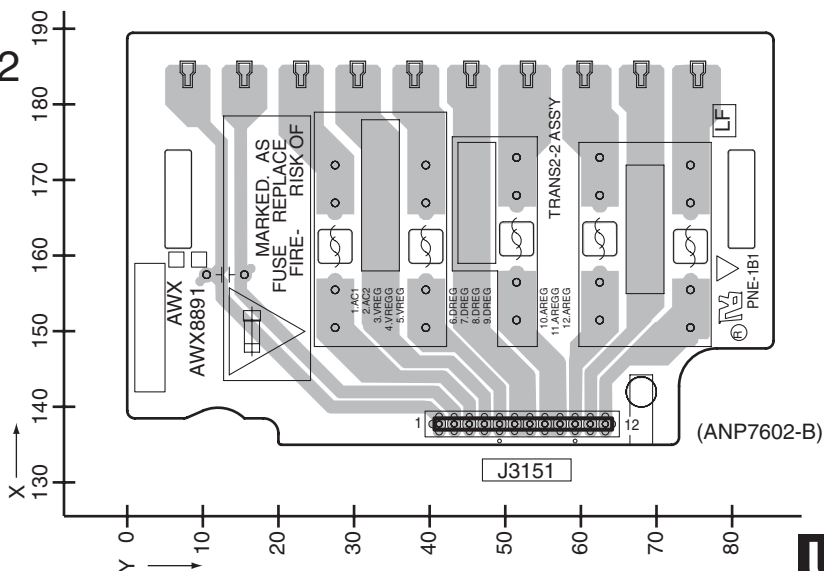 190
180
170
160
150
140
130
X
2
LF
TRANS2-2 ASS'Y
MARKED. AS
FUSE REPLACE
FIRE- RISK OF
AWX
AWX8891
1.AC1
2.AC2
3.VREG
4.VREGG
5.VREG
6.DREG
7.DREG
8.DREG
9.DREG
10.AREG
11.AREGG
12.AREG
PNE-1B1
R
1
12
(ANP7602-B)
J3151
0
10
20
30
40
50
60
70
80
Y